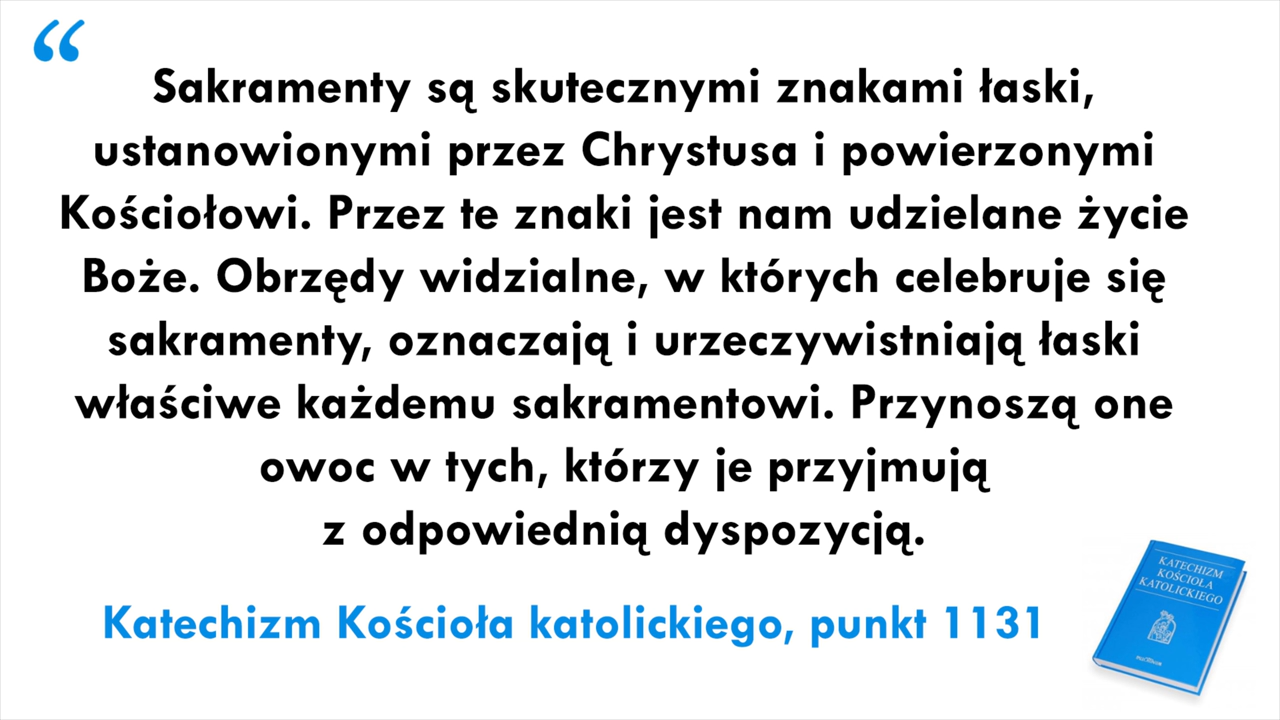 “
Sakramenty są skutecznymi znakami łaski,
ustanowionymi przez Chrystusa i powierzonymi
Kościołowi. Przez te znaki jest nam udzielane życie
Boże. Obrzędy widzialne, w których celebruje się
sakramenty, oznaczają i urzeczywistniają łaski
właściwe każdemu sakramentowi. Przynoszą one
owoc w tych, którzy je przyjmują
z odpowiednią dyspozycją.
Katechizm Kościoła katolickiego, punkt 1131
KATECHIZM
KOŚCIOŁA
KATOLICKIEGO